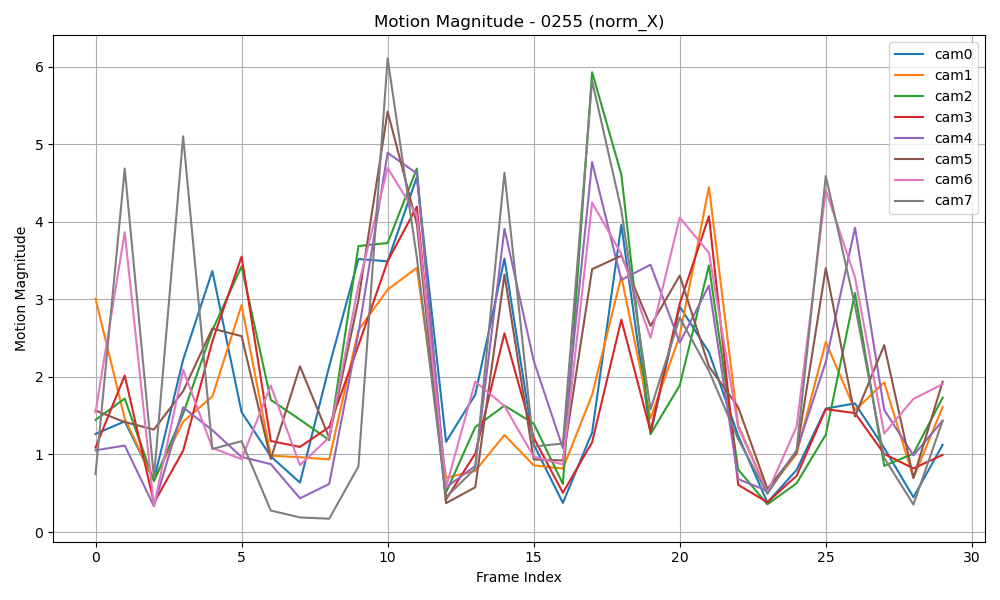 Motion Magnitude - 0255 (norm_X)
Motion Magnitude
6
5
4
3
2
1
0
cam0
cam1
cam2
cam3
cam4
cam5
cam6
cam7
0 5 10 15 20 25 30
Frame Index